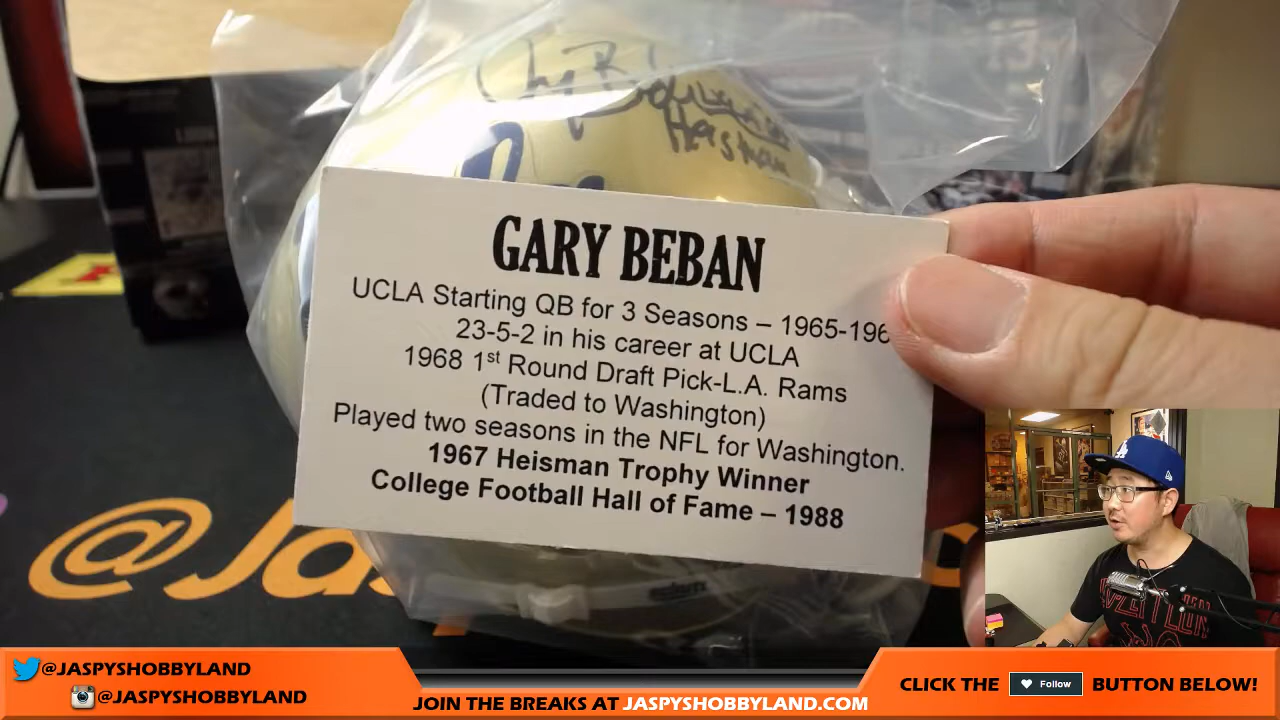 Heisman
GARY BEBAN
UCLA Starting QB for 3 Seasons – 1965-196
23-5-2 in his career at UCLA
1968 1st Round Draft Pick-L.A. Rams
(Traded to Washington)
Played two seasons in the NFL for Washington.
1967 Heisman Trophy Winner
College Football Hall of Fame – 1988
@Jas
LA
@JASPYSHOBBYLAND
@JASPYSHOBBYLAND
JOIN THE BREAKS AT JASPYSHOBBYLAND.COM
CLICK THE Follow BUTTON BELOW!